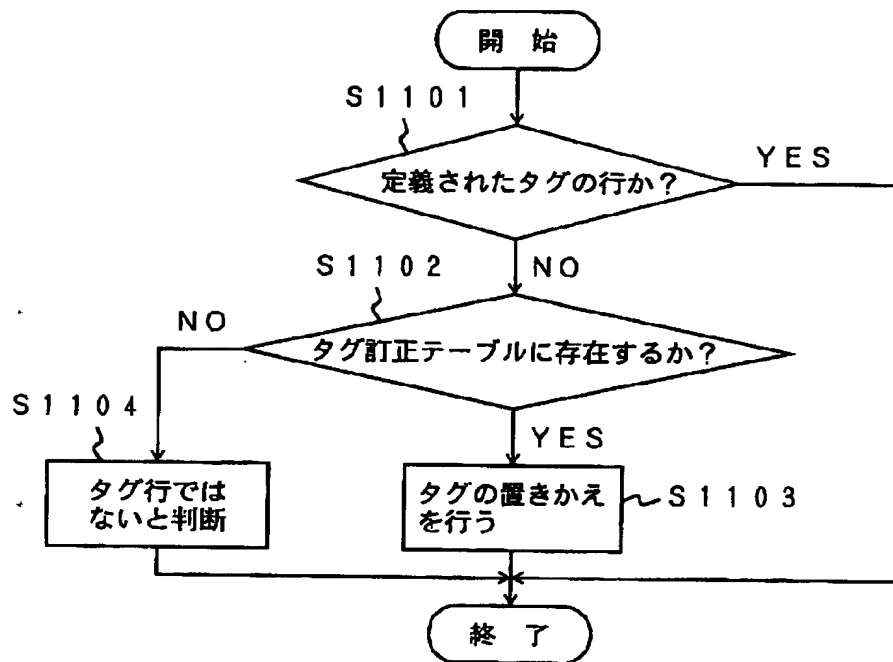 開 始
S1101
定義されたタグの行か?
YES
S1102
NO
タグ訂正テーブルに存在するか?
NO
S1104
YES
タグ行では
ないと判断
タグの置きかえ
を行う
S1103
終 了